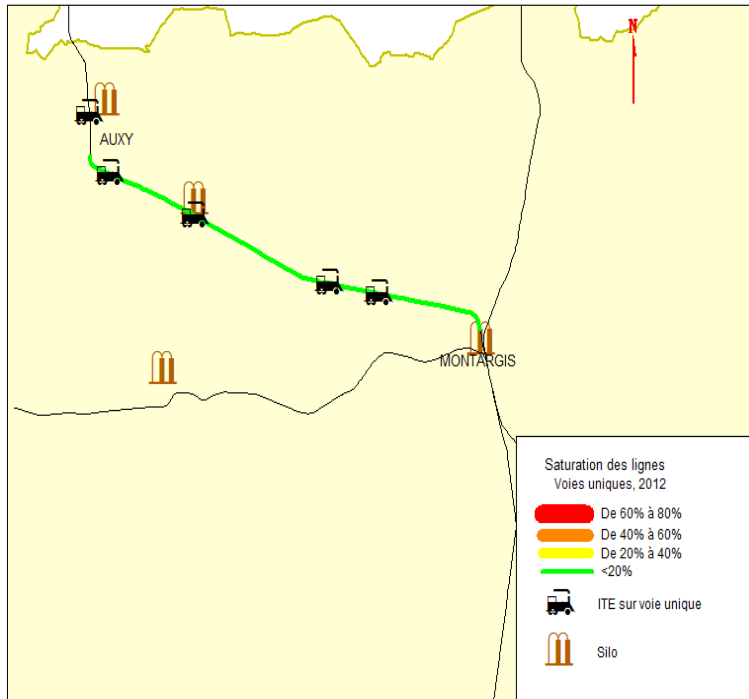 N
AUXY
MONTARGIS
Saturation des lignes
Voies uniques, 2012
De 60% à 80%
De 40% à 60%
De 20% à 40%
<20%
ITE sur voie unique
Silo